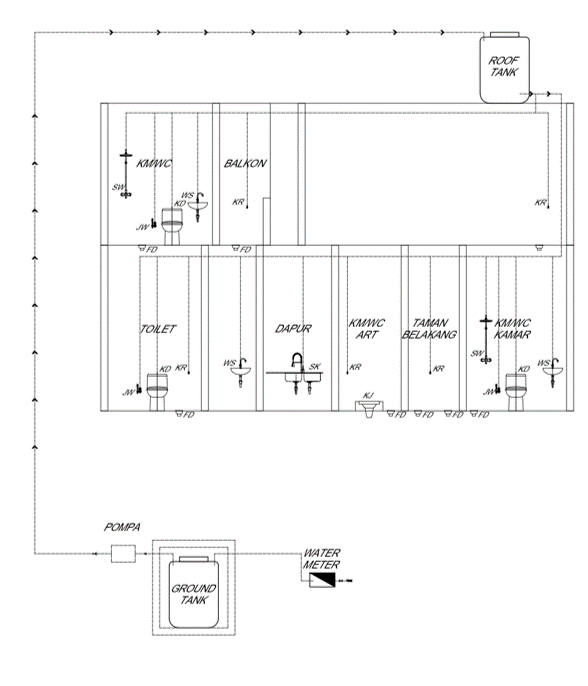 ROOF
TANK
KM/WC
BALKON
SW
WS
KD
JW
KR
KR
FD
FD
TOILET
DAPUR
KM/WC
ART
TAMAN
BELAKANG
KM/WC
KAMAR
SW
KD
KR
WS
SK
KR
KR
KD
WS
JW
JW
KJ
FD
FD
FD
FD
FD
POMPA
WATER
METER
GROUND
TANK